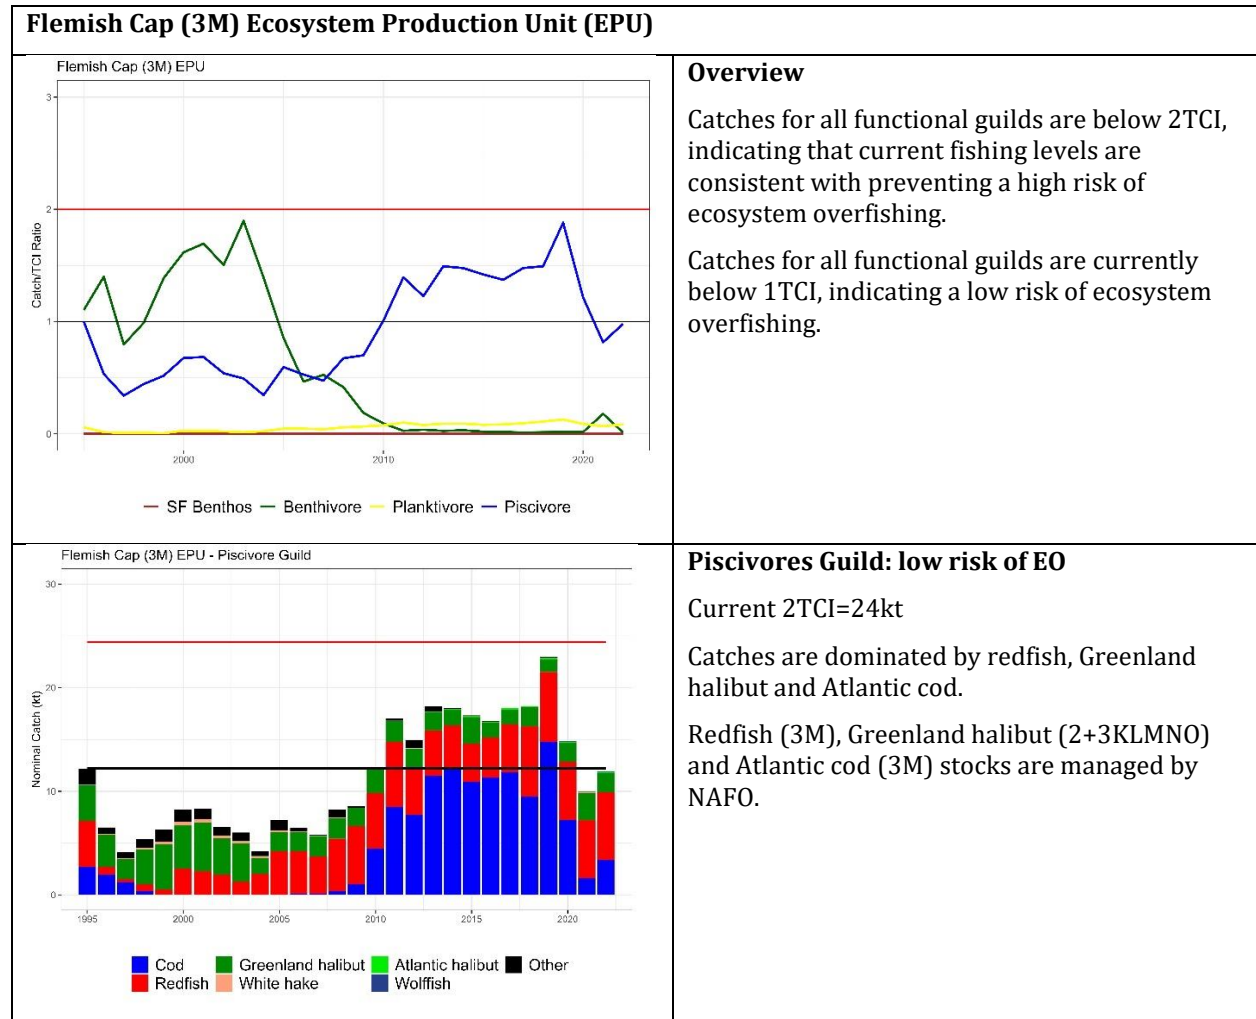 Flemish Cap (3M) Ecosystem Production Unit (EPU)
Flemish Cap (3M) EPU
3
2
1
0
Catch/TCI Ratio
2000
2010
2020
SF Benthos
Benthivore
Planktivore
Piscivore
Overview
Catches for all functional guilds are below 2TCI,
indicating that current fishing levels are
consistent with preventing a high risk of
ecosystem overfishing.
Catches for all functional guilds are currently
below 1TCI, indicating a low risk of ecosystem
overfishing.
Flemish Cap (3M) EPU - Piscivore Guild
30
20
10
0
Nominal Catch (kt)
1995
2000
2005
2010
2015
2020
Cod
Greenland halibut
Atlantic halibut
Other
Redfish
White hake
Wolffish
Piscivores Guild: low risk of EO
Current 2TCI=24kt
Catches are dominated by redfish, Greenland
halibut and Atlantic cod.
Redfish (3M), Greenland halibut (2+3KLMNO)
and Atlantic cod (3M) stocks are managed by
NAFO.